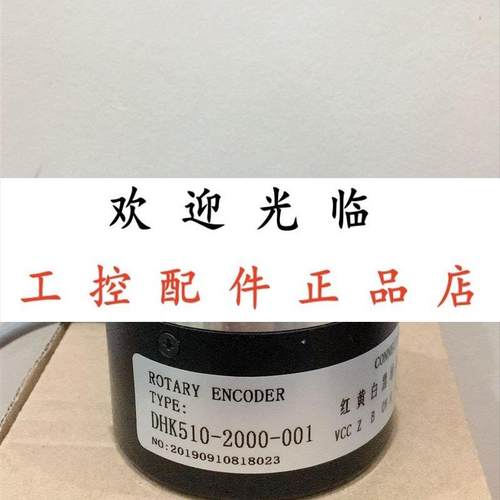 欢迎光临
工控配件正品店
ROTARY ENCODER
TYPE:
DHK510-2000-001
NO:20190910818023
红 黄 白
VCC Z B